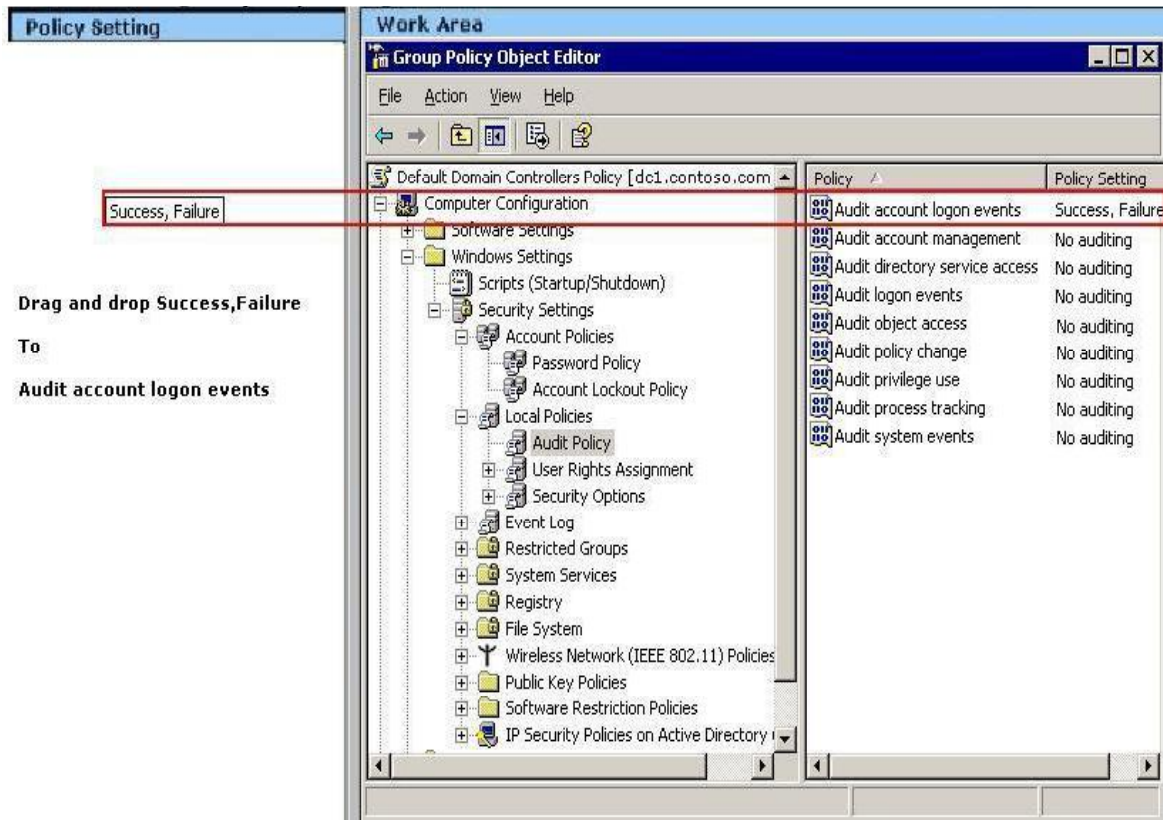 Policy Setting
Success, Failure
Drag and drop Success,Failure
To
Audit account logon events
Work Area
Group Policy Object Editor
File Action View Help
Default Domain Controllers Policy [dc1.contoso.com
Computer Configuration
Software Settings
Windows Settings
Scripts (Startup/Shutdown)
Security Settings
Account Policies
Password Policy
Account Lockout Policy
Local Policies
Audit Policy
User Rights Assignment
Security Options
Event Log
Restricted Groups
System Services
Registry
File System
Wireless Network (IEEE 802.11) Policies
Public Key Policies
Software Restriction Policies
IP Security Policies on Active Directory
Policy Policy Setting
Audit account logon events Success, Failure
Audit account management No auditing
Audit directory service access No auditing
Audit logon events No auditing
Audit object access No auditing
Audit policy change No auditing
Audit privilege use No auditing
Audit process tracking No auditing
Audit system events No auditing